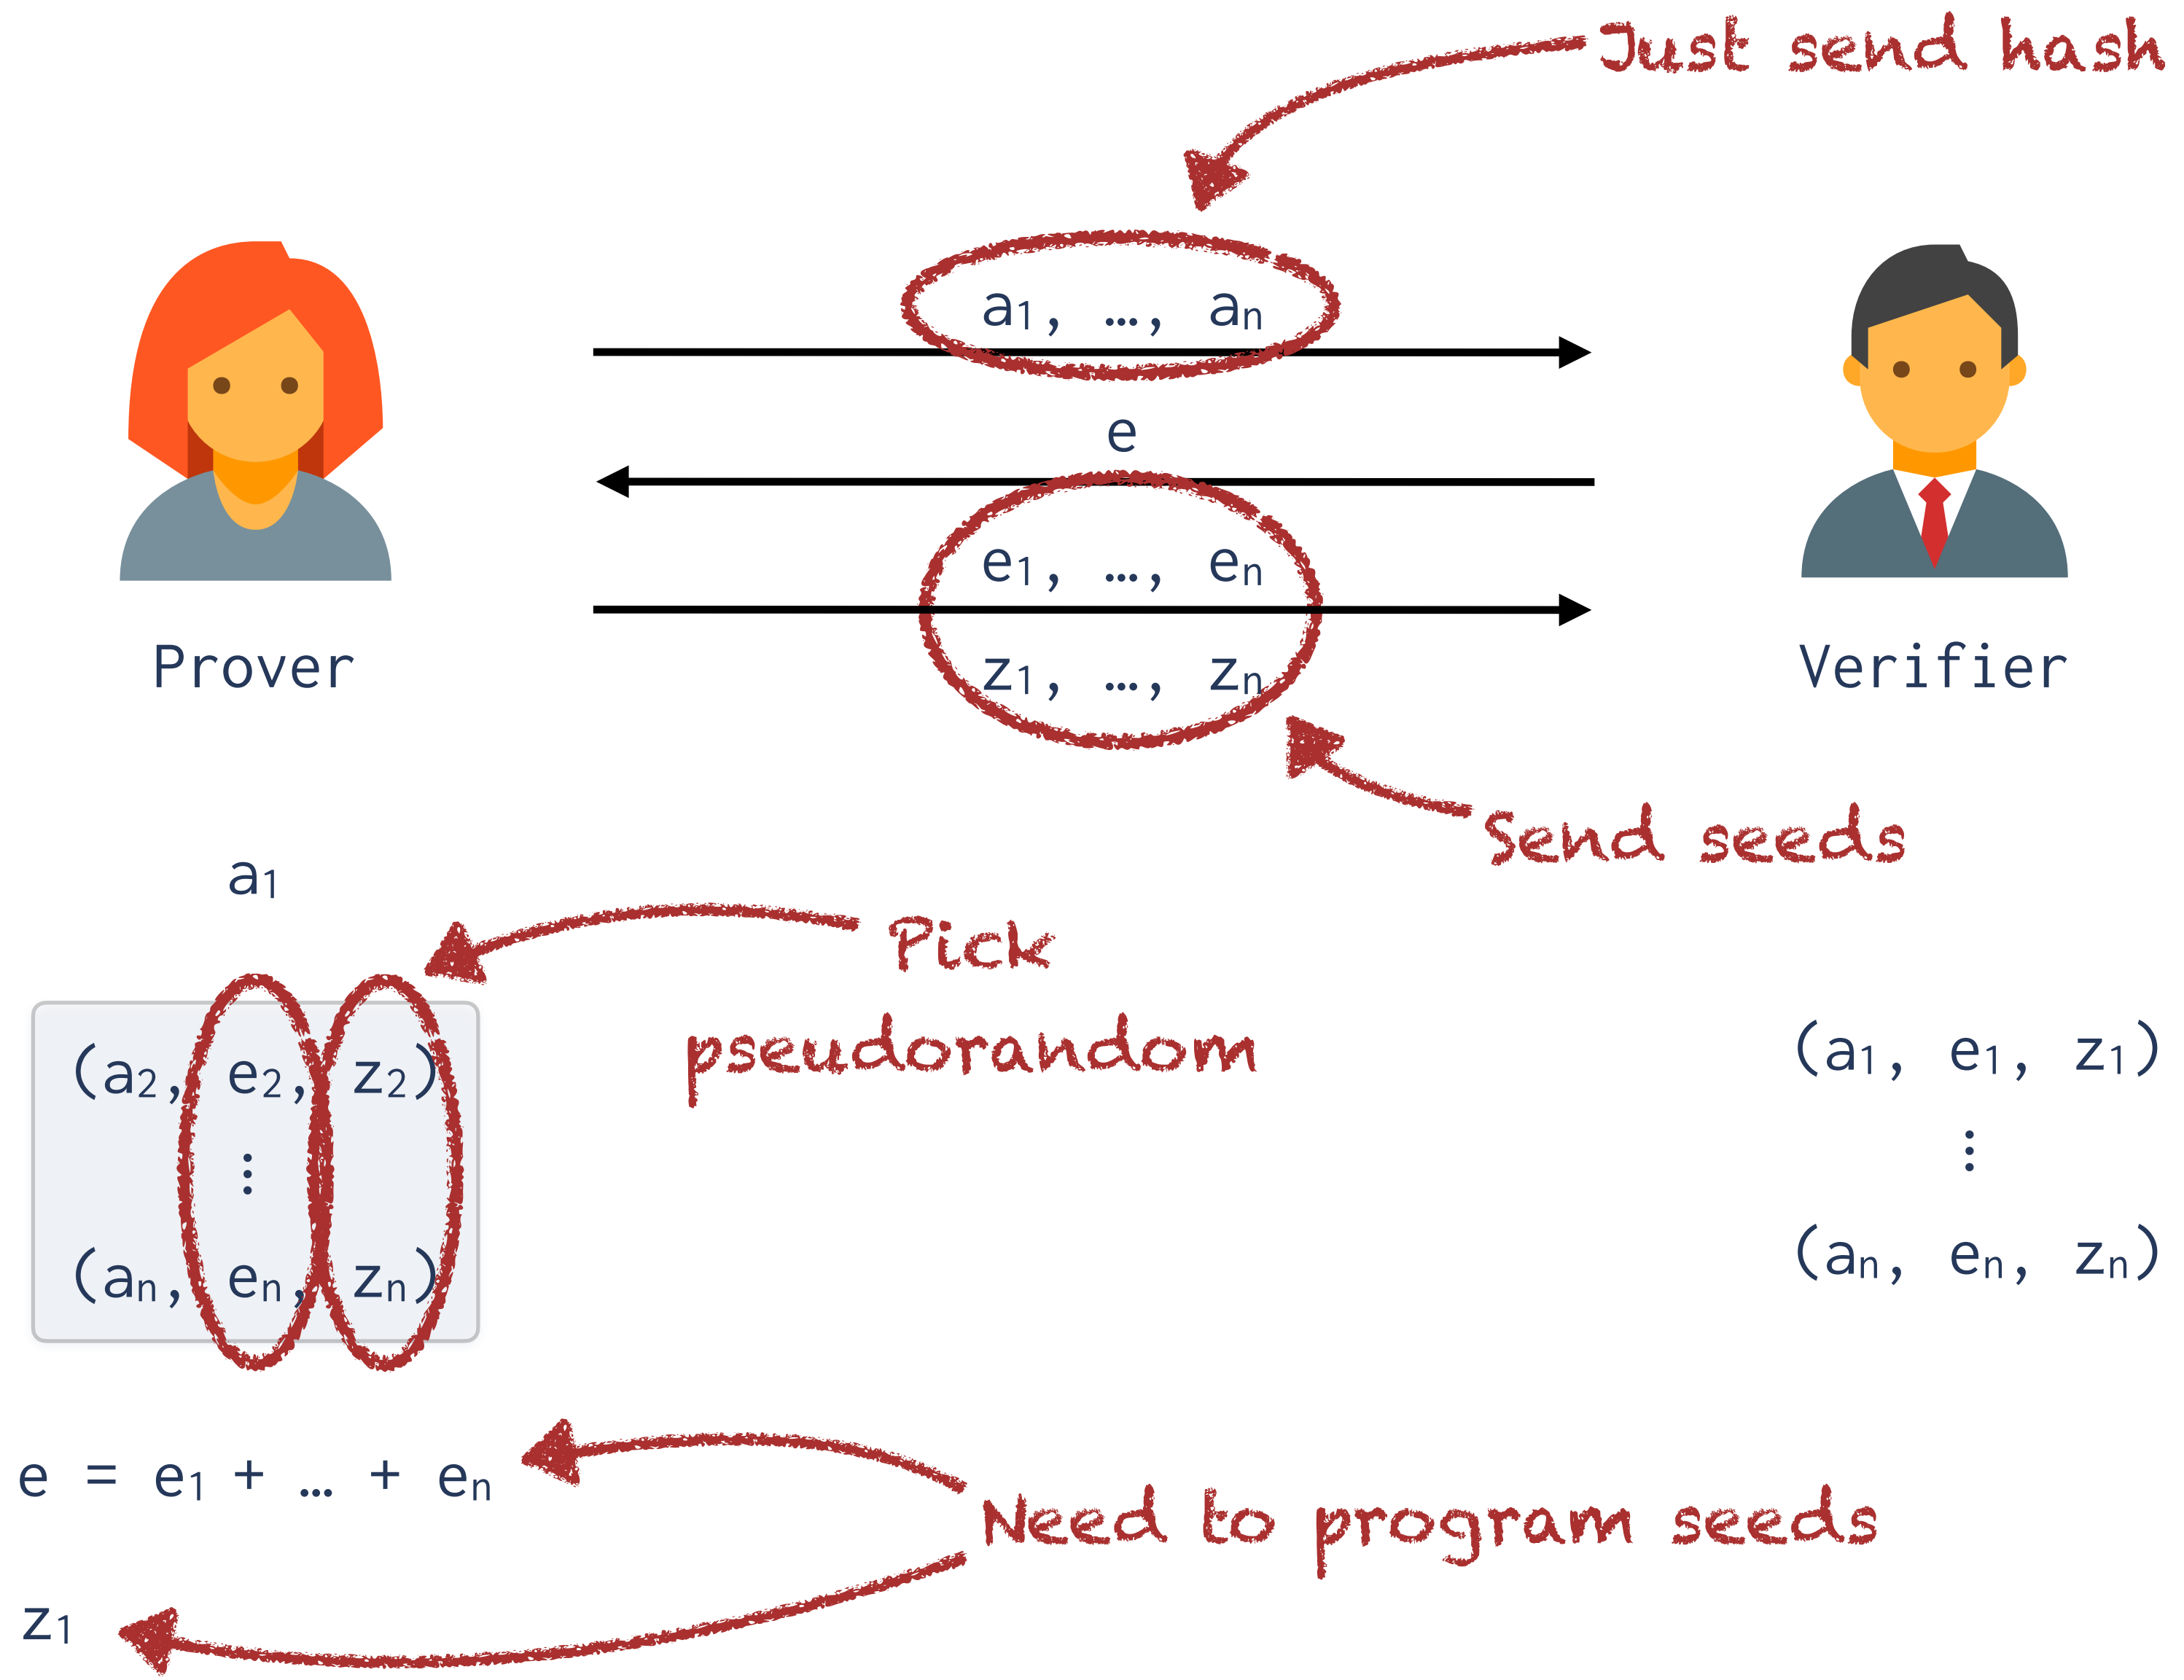 Just send hash
a₁, …, aₙ
e
e₁, …, eₙ
z₁, …, zₙ
Prover
Verifier
Send seeds
a₁
Pick
pseudorandom
(a₂, e₂, z₂)
⋮
(aₙ, eₙ, zₙ)
(a₁, e₁, z₁)
⋮
(aₙ, eₙ, zₙ)
e = e₁ + … + eₙ
Need to program seeds
z₁